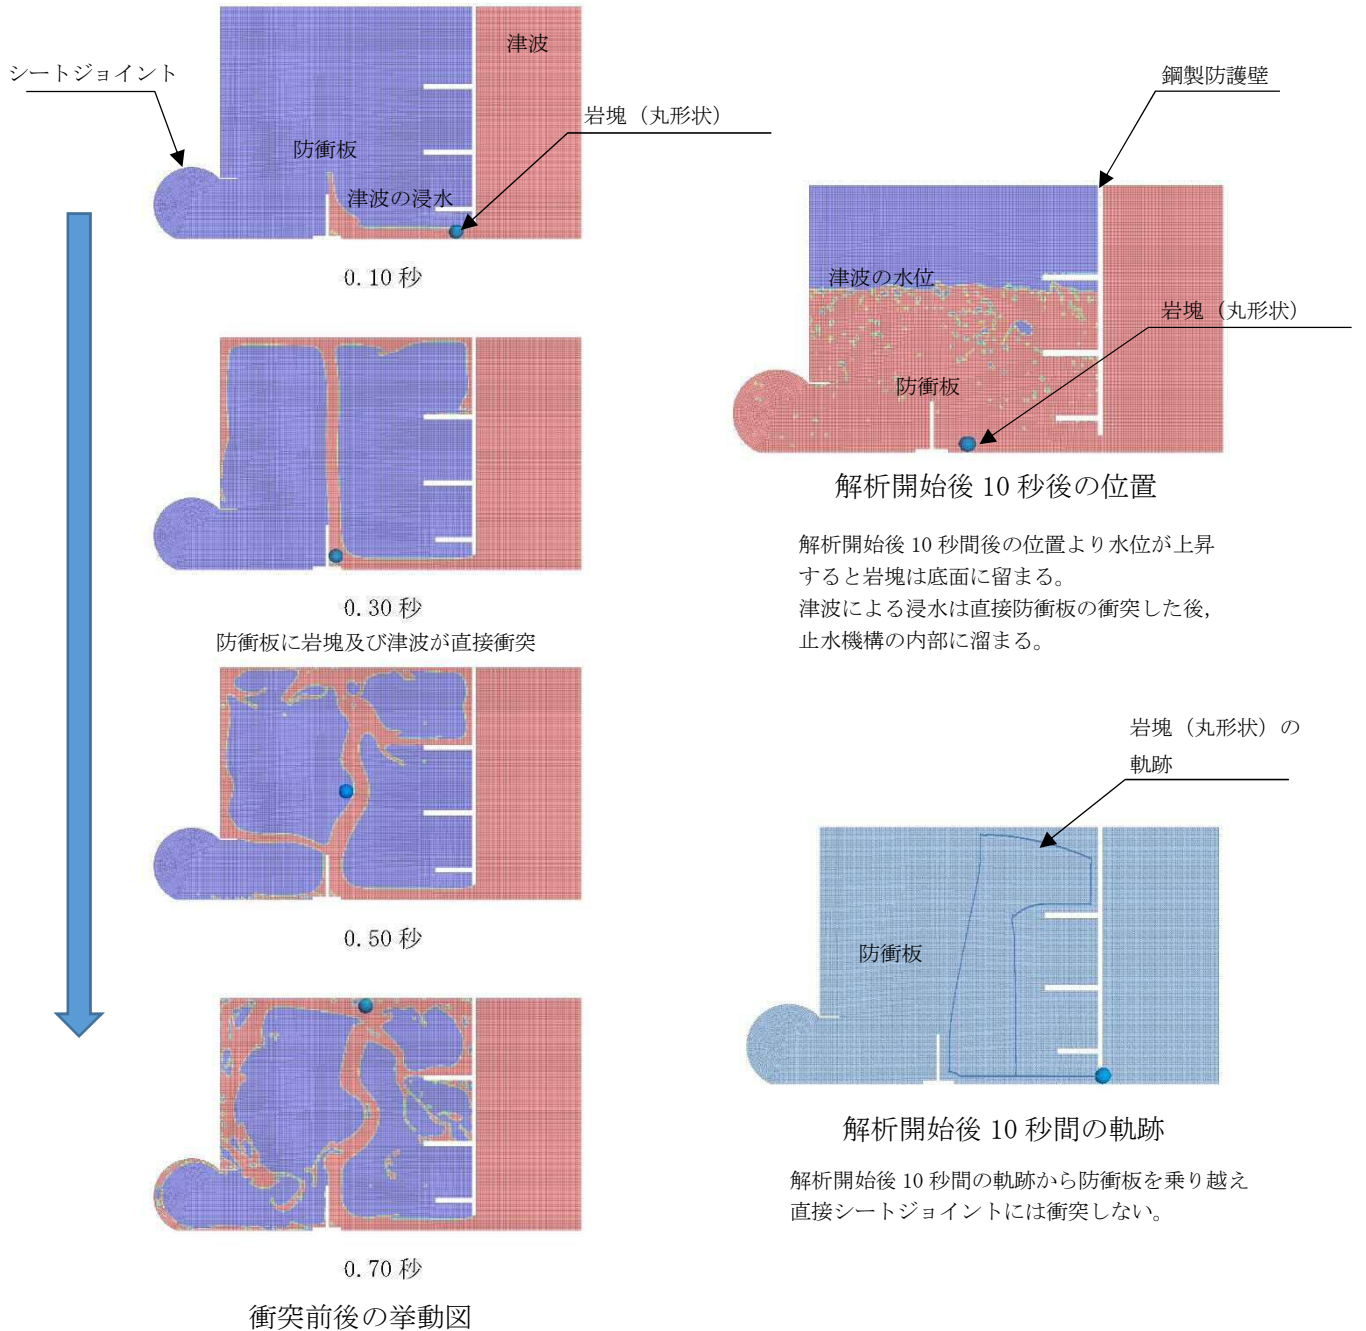 シートジョイント
津波
岩塊（丸形状）
防衝板
津波の浸水
0.10 秒
0.30 秒
防衝板に岩塊及び津波が直接衝突
0.50 秒
0.70 秒
衝突前後の挙動図
鋼製防護壁
津波の水位
岩塊（丸形状）
防衝板
解析開始後 10 秒後の位置
解析開始後 10 秒間後の位置より水位が上昇
すると岩塊は底面に留まる。
津波による浸水は直接防衝板の衝突した後，
止水機構の内部に溜まる。
岩塊（丸形状）の
軌跡
防衝板
解析開始後 10 秒間の軌跡
解析開始後 10 秒間の軌跡から防衝板を乗り越え
直接シートジョイントには衝突しない。